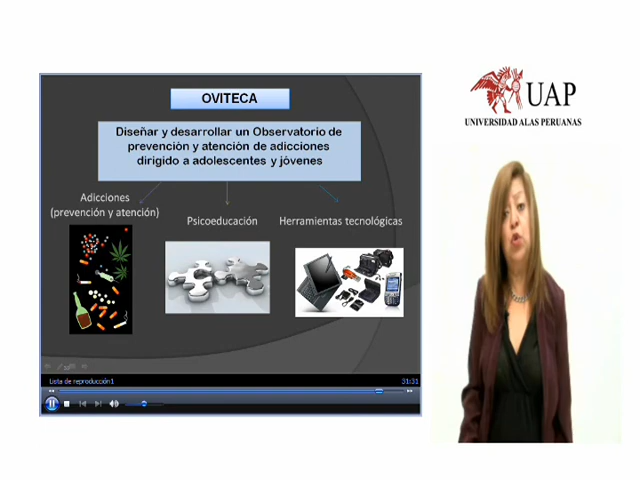 OVITECA
Diseñar y desarrollar un Observatorio de
prevención y atención de adicciones
dirigido a adolescentes y jóvenes
Adicciones
(prevención y atención)
Psicoeducación
Herramientas tecnológicas
Lista de reproducción1
31:31
UAP
UNIVERSIDAD ALAS PERUANAS